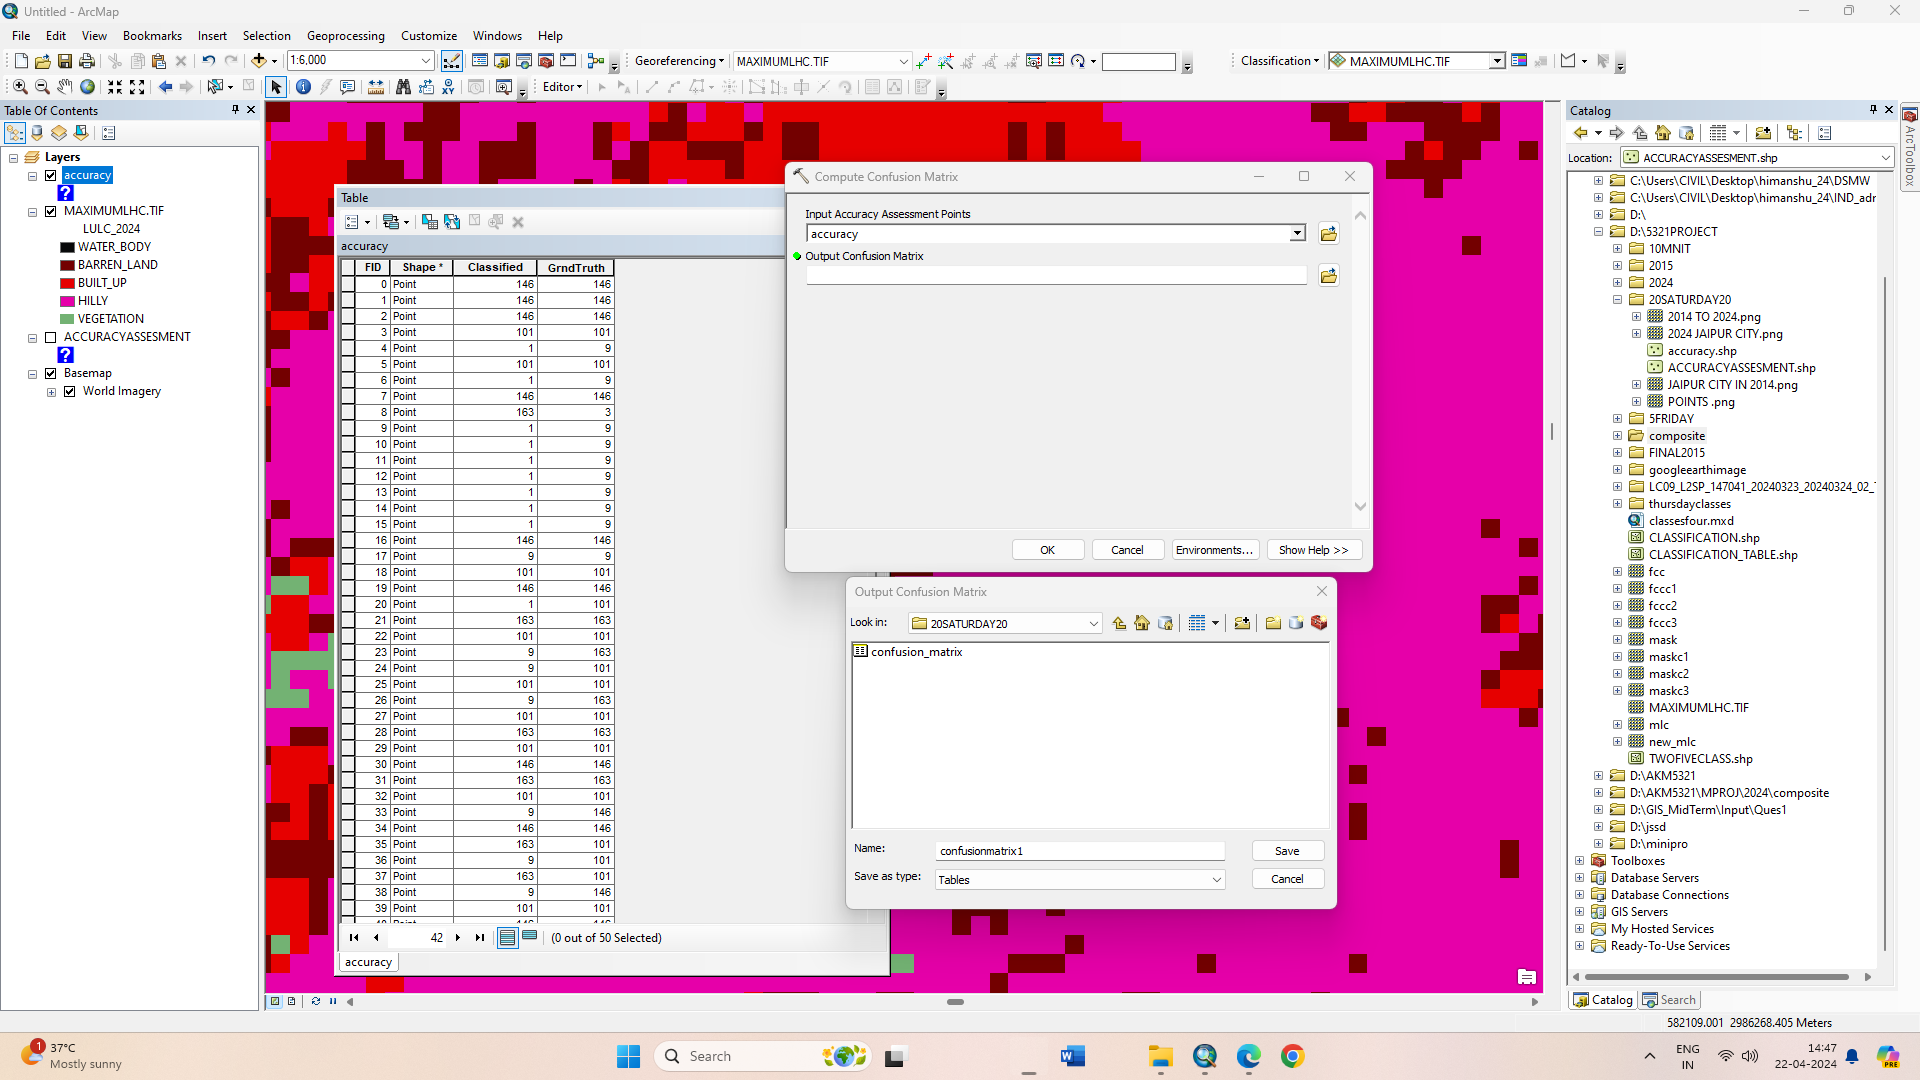 Untitled - ArcMap
File Edit View Bookmarks Insert Selection Geoprocessing Customize Windows Help
1:6,000
Georeferencing
MAXIMUMLHC.TIF
Classification
MAXIMUMLHC.TIF
Editor
Table Of Contents
Layers
accuracy
?
MAXIMUMLHC.TIF
LULC_2024
WATER_BODY
BARREN_LAND
BUILT_UP
HILLY
VEGETATION
ACCURACYASSESMENT
?
Basemap
World Imagery
Table
accuracy
FID Shape * Classified GrndTruth
0 Point 146 146
1 Point 146 146
2 Point 146 146
3 Point 101 101
4 Point 1 9
5 Point 101 101
6 Point 1 9
7 Point 146 146
8 Point 163 3
9 Point 1 9
10 Point 1 9
11 Point 1 9
12 Point 1 9
13 Point 1 9
14 Point 1 9
15 Point 1 9
16 Point 146 146
17 Point 9 9
18 Point 101 101
19 Point 146 146
20 Point 1 101
21 Point 163 163
22 Point 101 101
23 Point 9 163
24 Point 9 101
25 Point 101 101
26 Point 9 163
27 Point 101 101
28 Point 163 163
29 Point 101 101
30 Point 146 146
31 Point 163 163
32 Point 101 101
33 Point 9 146
34 Point 146 146
35 Point 163 101
36 Point 9 101
37 Point 163 101
38 Point 9 146
39 Point 101 101
42
(0 out of 50 Selected)
accuracy
Compute Confusion Matrix
Input Accuracy Assessment Points
accuracy
Output Confusion Matrix
OK Cancel Environments... Show Help >>
Output Confusion Matrix
Look in: 20SATURDAY20
confusion_matrix
Name: confusionmatrix1 Save
Save as type: Tables Cancel
Catalog
Location: ACCURACYASSESMENT.shp
C:\Users\CIVIL\Desktop\himanshu_24\DSMW
C:\Users\CIVIL\Desktop\himanshu_24\IND_adr
D:\
D:\5321PROJECT
10MNIT
2015
2024
20SATURDAY20
2014 TO 2024.png
2024 JAIPUR CITY.png
accuracy.shp
ACCURACYASSESMENT.shp
JAIPUR CITY IN 2014.png
POINTS .png
5FRIDAY
composite
FINAL2015
googleearthimage
LC09_L2SP_147041_20240323_20240324_02_
thursdayclasses
classesfour.mxd
CLASSIFICATION.shp
CLASSIFICATION_TABLE.shp
fcc
fccc1
fccc2
fccc3
mask
maskc1
maskc2
maskc3
MAXIMUMLHC.TIF
mlc
new_mlc
TWOFIVECLASS.shp
D:\AKM5321
D:\AKM5321\MPROJ\2024\composite
D:\GIS_MidTerm\Input\Ques1
D:\jssd
D:\minipro
Toolboxes
Database Servers
Database Connections
GIS Servers
My Hosted Services
Ready-To-Use Services
Catalog Search
ArcToolbox
582109.001 2986268.405 Meters
1
37°C
Mostly sunny
Search
ENG
IN
14:47
22-04-2024
PRE